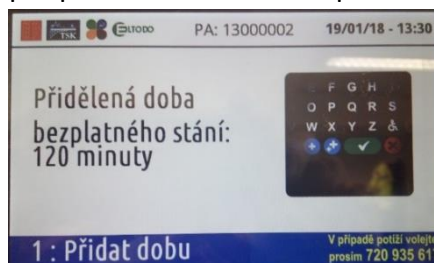 TSK ELTODO PA: 13000002 19/01/18 - 13:30
Přidělená doba
bezplatného stání:
120 minuty
F G H
O P Q R S
W X Y Z
1 : Přidat dobu
V případě potíží volejte
prosím 720 935 617